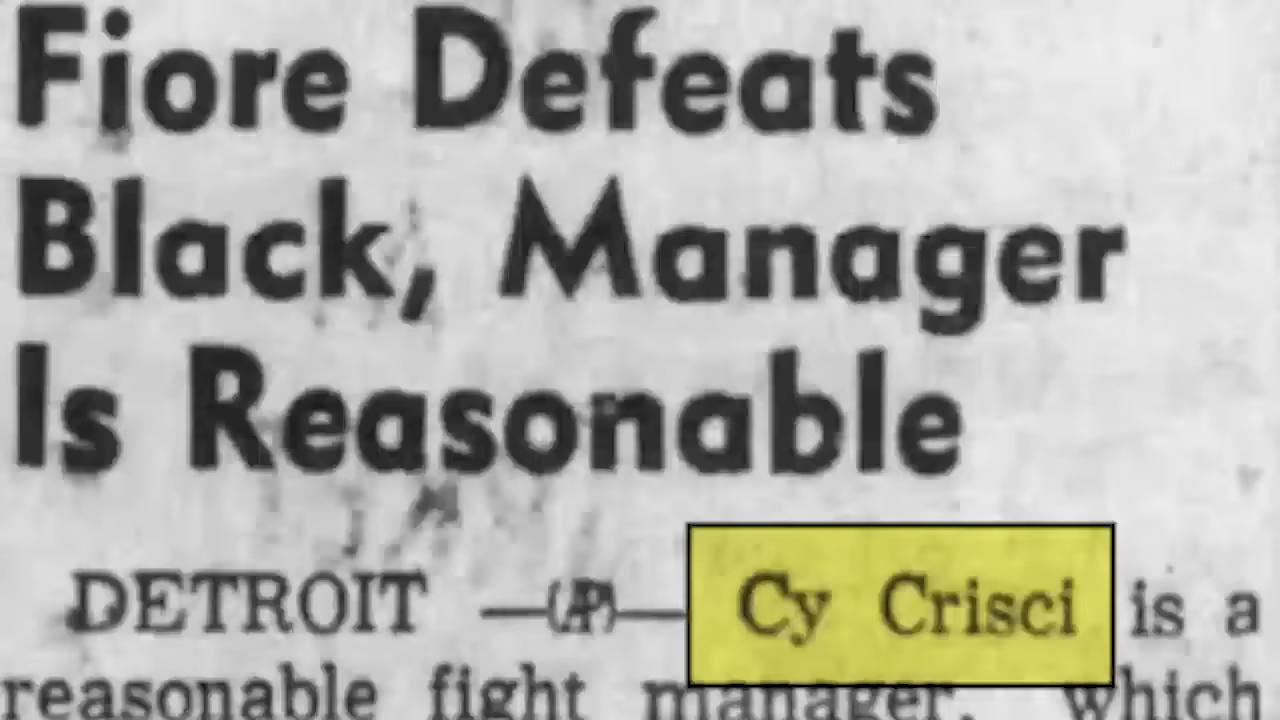 Fiore Defeats
Black, Manager
Is Reasonable
DETROIT —(AP)— Cy Crisci is a
reasonable fight manager, which